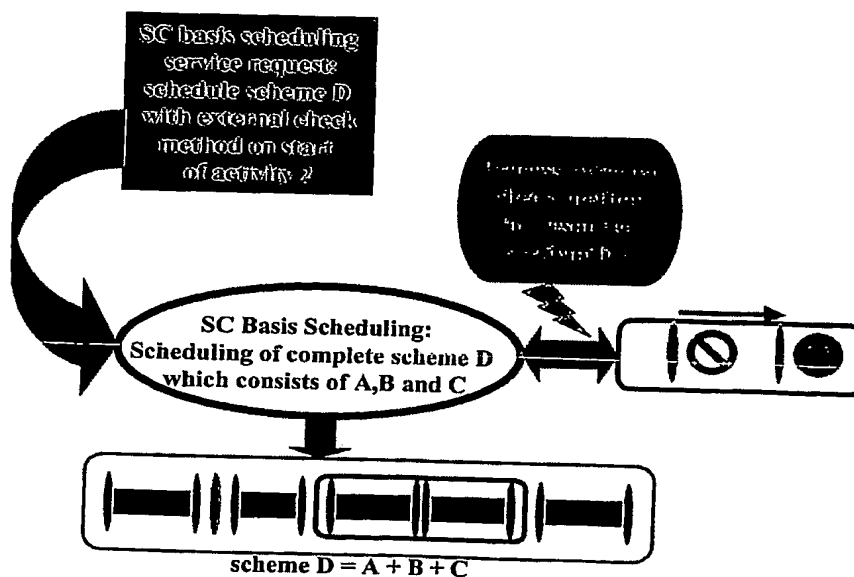 SC basis scheduling
service request:
schedule scheme D
with external check
method on start
of activity 2
SC Basis Scheduling:
Scheduling of complete scheme D
which consists of A,B and C
scheme D = A + B + C